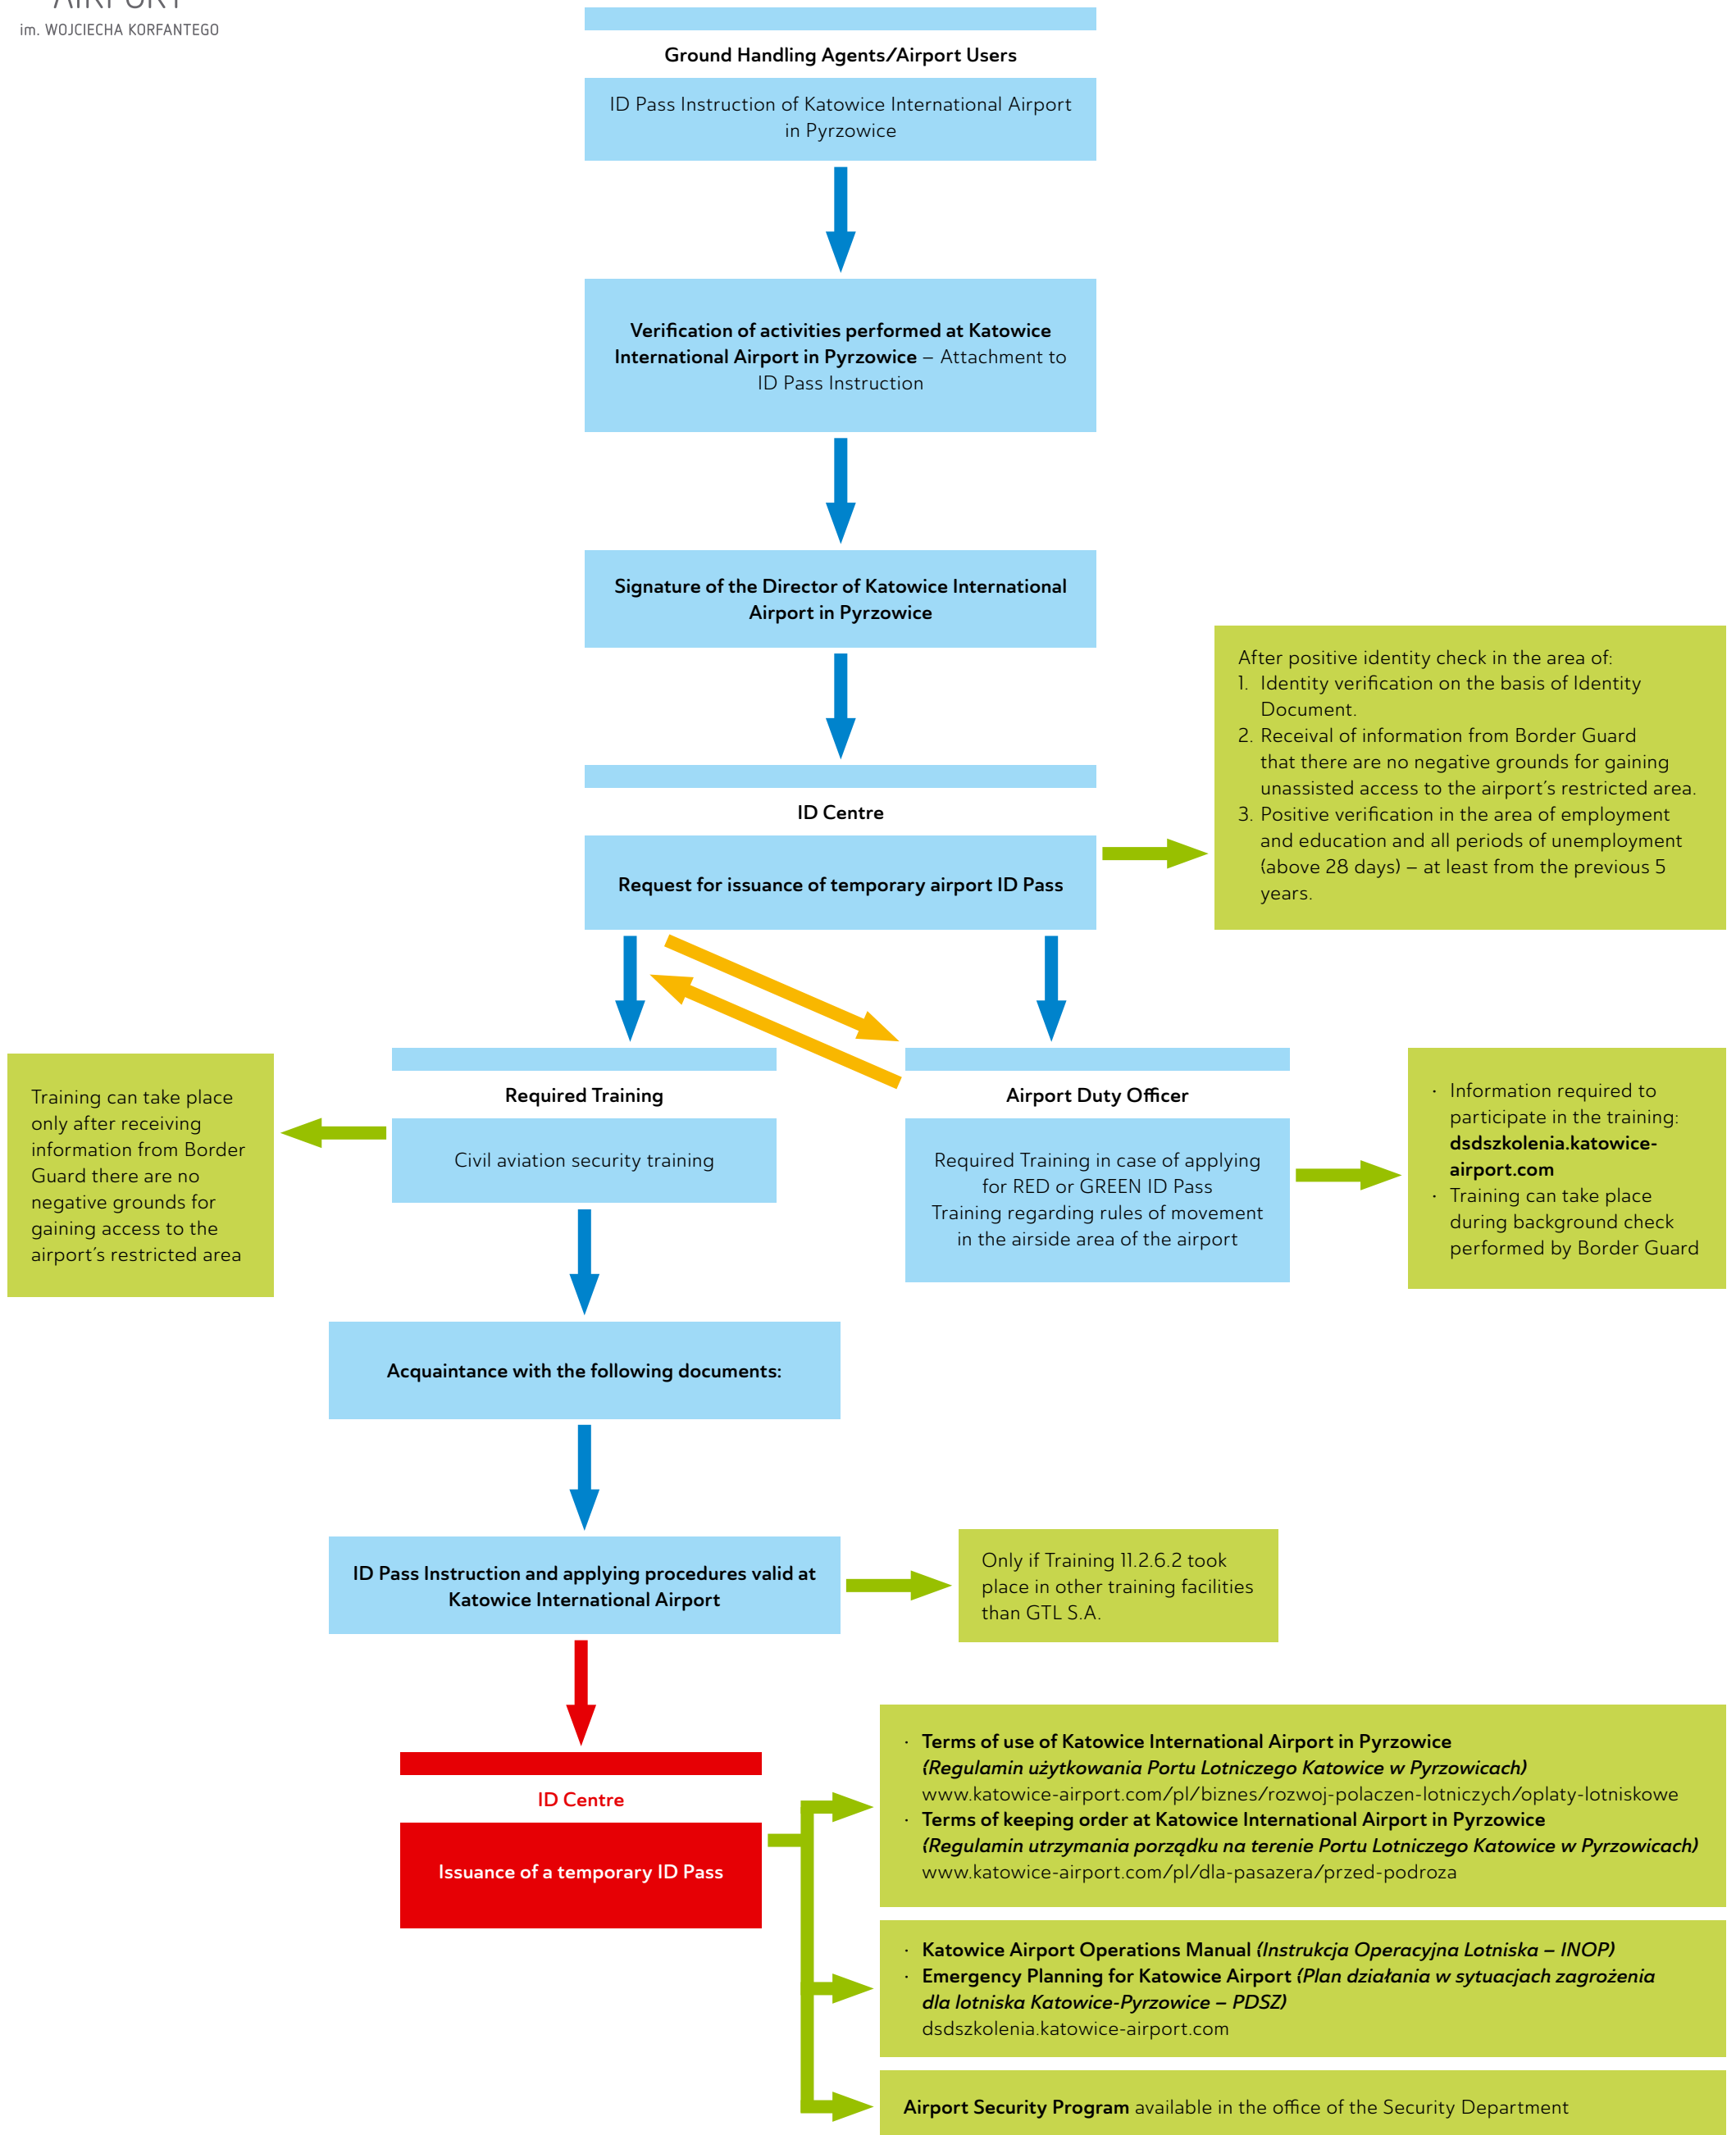 AIRPORT
im. WOJCIECHA KORFANTEGO
Ground Handling Agents/Airport Users
ID Pass Instruction of Katowice International Airport
in Pyrzowice
Verification of activities performed at Katowice
International Airport in Pyrzowice – Attachment to
ID Pass Instruction
Signature of the Director of Katowice International
Airport in Pyrzowice
After positive identity check in the area of:
1. Identity verification on the basis of Identity
Document.
2. Receival of information from Border Guard
that there are no negative grounds for gaining
unassisted access to the airport's restricted area.
3. Positive verification in the area of employment
and education and all periods of unemployment
(above 28 days) – at least from the previous 5
years.
ID Centre
Request for issuance of temporary airport ID Pass
Training can take place
only after receiving
information from Border
Guard there are no
negative grounds for
gaining access to the
airport's restricted area
Required Training
Civil aviation security training
Airport Duty Officer
Required Training in case of applying
for RED or GREEN ID Pass
Training regarding rules of movement
in the airside area of the airport
· Information required to
participate in the training:
dsdszkolenia.katowice-
airport.com
· Training can take place
during background check
performed by Border Guard
Acquaintance with the following documents:
ID Pass Instruction and applying procedures valid at
Katowice International Airport
Only if Training 11.2.6.2 took
place in other training facilities
than GTL S.A.
ID Centre
Issuance of a temporary ID Pass
· Terms of use of Katowice International Airport in Pyrzowice
(Regulamin użytkowania Portu Lotniczego Katowice w Pyrzowicach)
www.katowice-airport.com/pl/biznes/rozwoj-polaczen-lotniczych/oplaty-lotniskowe
· Terms of keeping order at Katowice International Airport in Pyrzowice
(Regulamin utrzymania porządku na terenie Portu Lotniczego Katowice w Pyrzowicach)
www.katowice-airport.com/pl/dla-pasazera/przed-podroza
· Katowice Airport Operations Manual (Instrukcja Operacyjna Lotniska – INOP)
· Emergency Planning for Katowice Airport (Plan działania w sytuacjach zagrożenia
dla lotniska Katowice-Pyrzowice – PDSZ)
dsdszkolenia.katowice-airport.com
Airport Security Program available in the office of the Security Department